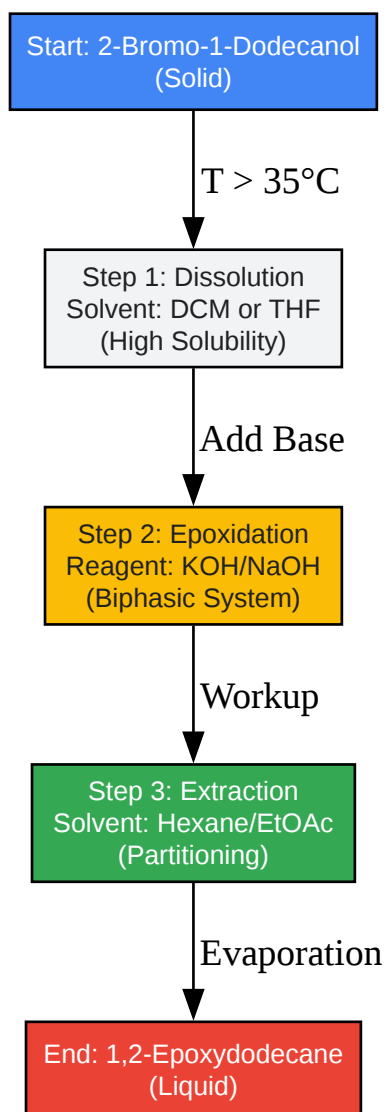 Start: 2-Bromo-1-Dodecanol
(Solid)
T > 35°C
Step 1: Dissolution
Solvent: DCM or THF
(High Solubility)
Add Base
Step 2: Epoxidation
Reagent: KOH/NaOH
(Biphasic System)
Workup
Step 3: Extraction
Solvent: Hexane/EtOAc
(Partitioning)
Evaporation
End: 1,2-Epoxydodecane
(Liquid)